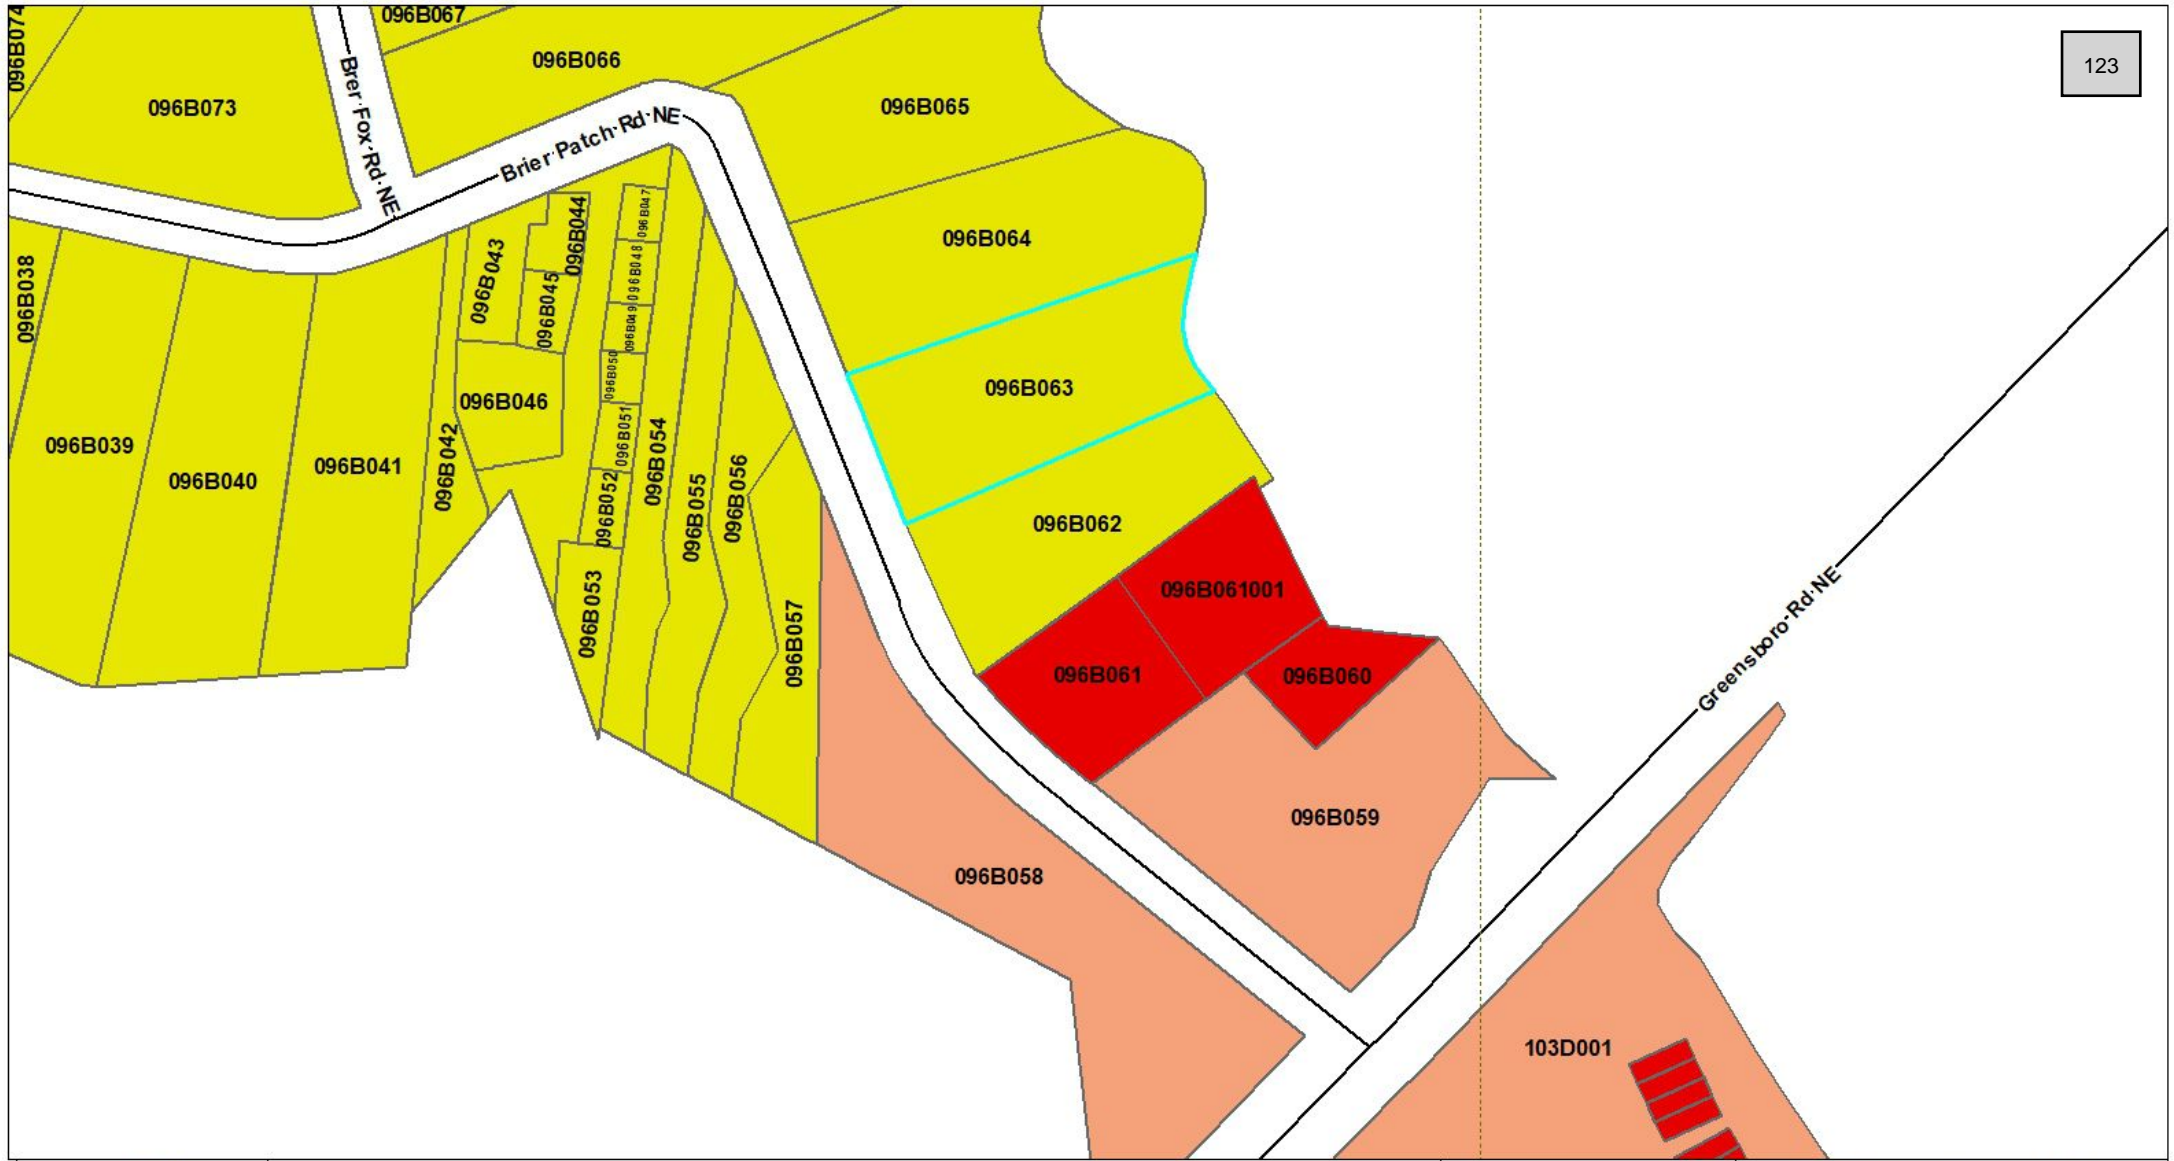 096B074
096B067
096B066
123
096B073
096B065
Brer Fox Rd NE
Brier Patch Rd NE
096B064
096B038
096B043
096B044
096B045
096B047
096B048
096B049
096B050
096B051
096B052
096B053
096B046
096B063
096B039
096B040
096B041
096B042
096B054
096B055
096B056
096B057
096B062
096B061001
096B061
096B060
Greensboro Rd NE
096B059
096B058
103D001